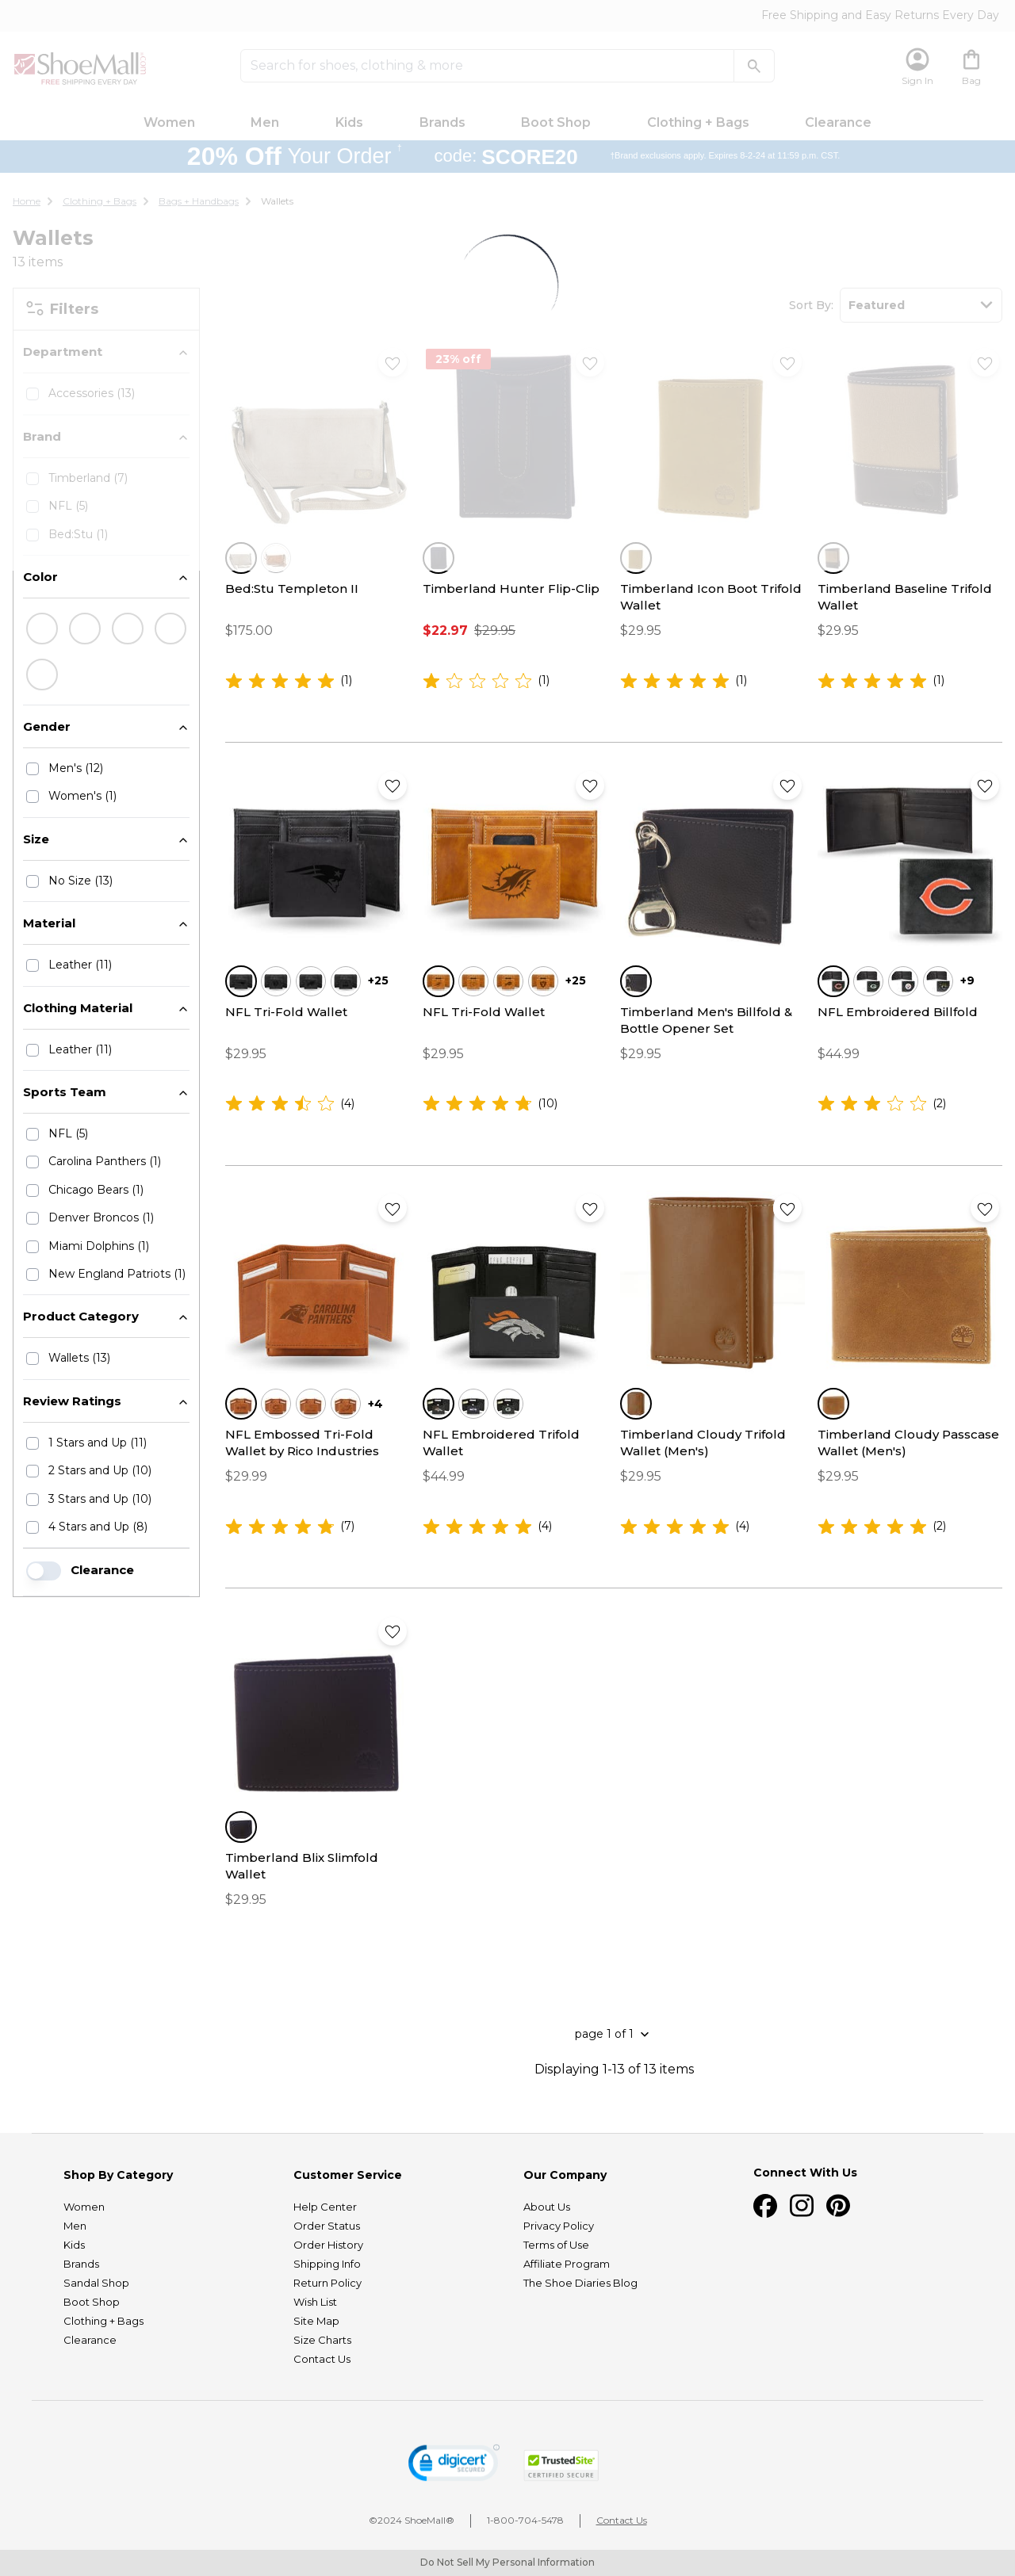 Free Shipping and Easy Returns Every Day
ShoeMall.COM
FREE SHIPPING EVERY DAY
Search for shoes, clothing & more
Sign In
Bag
Women Men Kids Brands Boot Shop Clothing + Bags Clearance
20% Off Your Order † code: SCORE20 †Brand exclusions apply. Expires 8-2-24 at 11:59 p.m. CST.
Home Clothing + Bags Bags + Handbags Wallets
Wallets
13 items
Filters
Department
Accessories (13)
Brand
Timberland (7)
NFL (5)
Bed:Stu (1)
Color
Gender
Men's (12)
Women's (1)
Size
No Size (13)
Material
Leather (11)
Clothing Material
Leather (11)
Sports Team
NFL (5)
Carolina Panthers (1)
Chicago Bears (1)
Denver Broncos (1)
Miami Dolphins (1)
New England Patriots (1)
Product Category
Wallets (13)
Review Ratings
1 Stars and Up (11)
2 Stars and Up (10)
3 Stars and Up (10)
4 Stars and Up (8)
Clearance
Sort By: Featured
Bed:Stu Templeton II
$175.00
(1)
23% off
Timberland Hunter Flip-Clip
$22.97 $29.95
(1)
Timberland Icon Boot Trifold
Wallet
$29.95
(1)
Timberland Baseline Trifold
Wallet
$29.95
(1)
+25
NFL Tri-Fold Wallet
$29.95
(4)
+25
NFL Tri-Fold Wallet
$29.95
(10)
Timberland Men's Billfold &
Bottle Opener Set
$29.95
+9
NFL Embroidered Billfold
$44.99
(2)
CAROLINA
PANTHERS
+4
NFL Embossed Tri-Fold
Wallet by Rico Industries
$29.99
(7)
NFL Embroidered Trifold
Wallet
$44.99
(4)
Timberland Cloudy Trifold
Wallet (Men's)
$29.95
(4)
Timberland Cloudy Passcase
Wallet (Men's)
$29.95
(2)
Timberland Blix Slimfold
Wallet
$29.95
page 1 of 1
Displaying 1-13 of 13 items
Shop By Category
Women
Men
Kids
Brands
Sandal Shop
Boot Shop
Clothing + Bags
Clearance
Customer Service
Help Center
Order Status
Order History
Shipping Info
Return Policy
Wish List
Site Map
Size Charts
Contact Us
Our Company
About Us
Privacy Policy
Terms of Use
Affiliate Program
The Shoe Diaries Blog
Connect With Us
digicert
SECURED
TrustedSite
CERTIFIED SECURE
©2024 ShoeMall® 1-800-704-5478 Contact Us
Do Not Sell My Personal Information